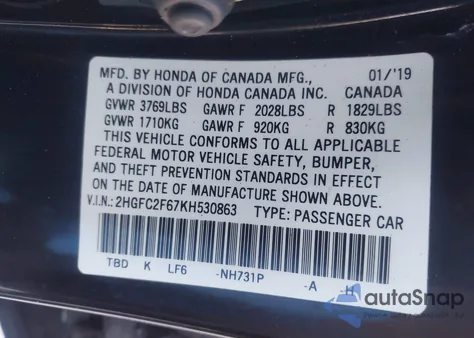 MFD. BY HONDA OF CANADA MFG., 01/'19
A DIVISION OF HONDA CANADA INC. CANADA
GVWR 3769LBS GAWR F 2028LBS R 1829LBS
GVWR 1710KG GAWR F 920KG R 830KG
THIS VEHICLE CONFORMS TO ALL APPLICABLE
FEDERAL MOTOR VEHICLE SAFETY, BUMPER,
AND THEFT PREVENTION STANDARDS IN EFFECT
ON THE DATE OF MANUFACTURE SHOWN ABOVE.
V.I.N.: 2HGFC2F67KH530863 TYPE: PASSENGER CAR
TBD K LF6 -NH731P -A H
autoSnap